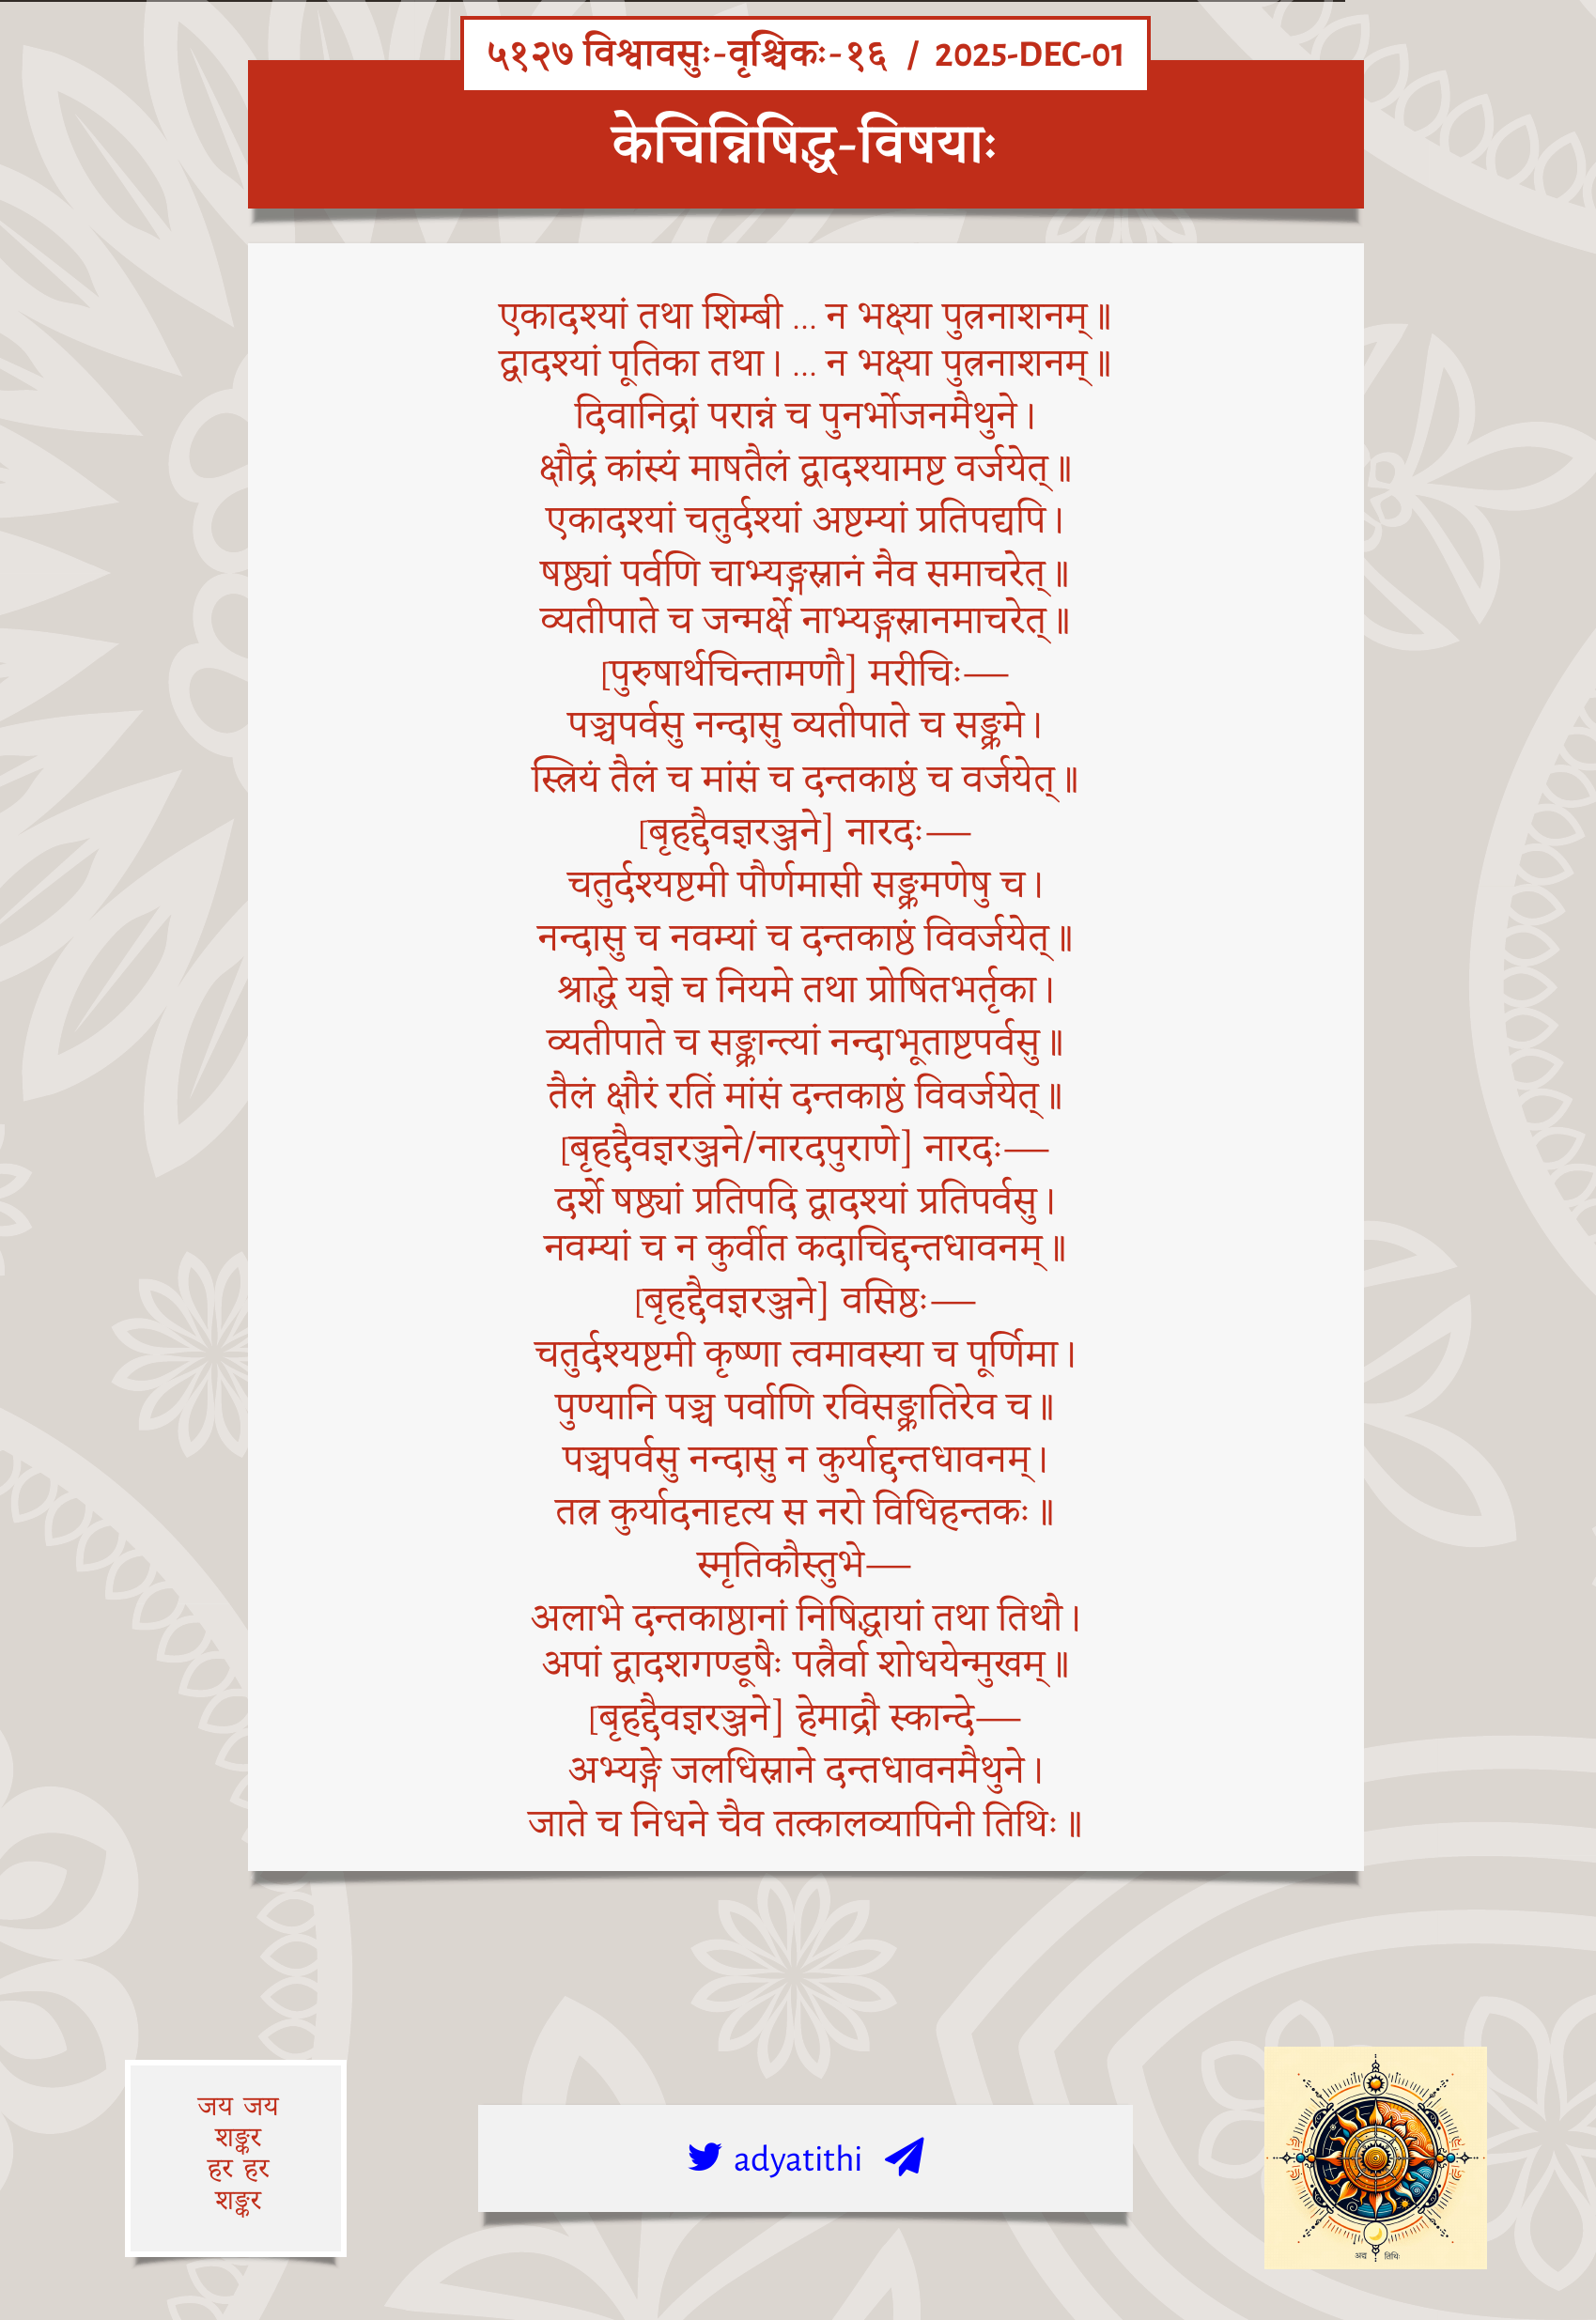 ५१२७ विश्वावसुः-वृश्चिकः-१६ / 2025-DEC-01
केचिन्निषिद्ध-विषयाः
एकादश्यां तथा शिम्बी … न भक्ष्या पुत्रनाशनम्॥
द्वादश्यां पूतिका तथा। … न भक्ष्या पुत्रनाशनम्॥
दिवानिद्रां परान्नं च पुनर्भोजनमैथुने।
क्षौद्रं कांस्यं माषतैलं द्वादश्यामष्ट वर्जयेत्॥
एकादश्यां चतुर्दश्यां अष्टम्यां प्रतिपद्यपि।
षष्ठ्यां पर्वणि चाभ्यङ्गस्नानं नैव समाचरेत्॥
व्यतीपाते च जन्मर्क्षे नाभ्यङ्गस्नानमाचरेत्॥
[पुरुषार्थचिन्तामणौ] मरीचिः—
पञ्चपर्वसु नन्दासु व्यतीपाते च सङ्क्रमे।
स्त्रियं तैलं च मांसं च दन्तकाष्ठं च वर्जयेत्॥
[बृहद्दैवज्ञरञ्जने] नारदः—
चतुर्दश्यष्टमी पौर्णमासी सङ्क्रमणेषु च।
नन्दासु च नवम्यां च दन्तकाष्ठं विवर्जयेत्॥
श्राद्धे यज्ञे च नियमे तथा प्रोषितभर्तृका।
व्यतीपाते च सङ्क्रान्त्यां नन्दाभूताष्टपर्वसु॥
तैलं क्षौरं रतिं मांसं दन्तकाष्ठं विवर्जयेत्॥
[बृहद्दैवज्ञरञ्जने/नारदपुराणे] नारदः—
दर्शे षष्ठ्यां प्रतिपदि द्वादश्यां प्रतिपर्वसु।
नवम्यां च न कुर्वीत कदाचिद्दन्तधावनम्॥
[बृहद्दैवज्ञरञ्जने] वसिष्ठः—
चतुर्दश्यष्टमी कृष्णा त्वमावस्या च पूर्णिमा।
पुण्यानि पञ्च पर्वाणि रविसङ्क्रातिरेव च॥
पञ्चपर्वसु नन्दासु न कुर्याद्दन्तधावनम्।
तत्र कुर्यादनादृत्य स नरो विधिहन्तकः॥
स्मृतिकौस्तुभे—
अलाभे दन्तकाष्ठानां निषिद्धायां तथा तिथौ।
अपां द्वादशगण्डूषैः पत्रैर्वा शोधयेन्मुखम्॥
[बृहद्दैवज्ञरञ्जने] हेमाद्रौ स्कान्दे—
अभ्यङ्गे जलधिस्नाने दन्तधावनमैथुने।
जाते च निधने चैव तत्कालव्यापिनी तिथिः॥
जय जय
शङ्कर
हर हर
शङ्कर
adyatithi
अद्य तिथिः